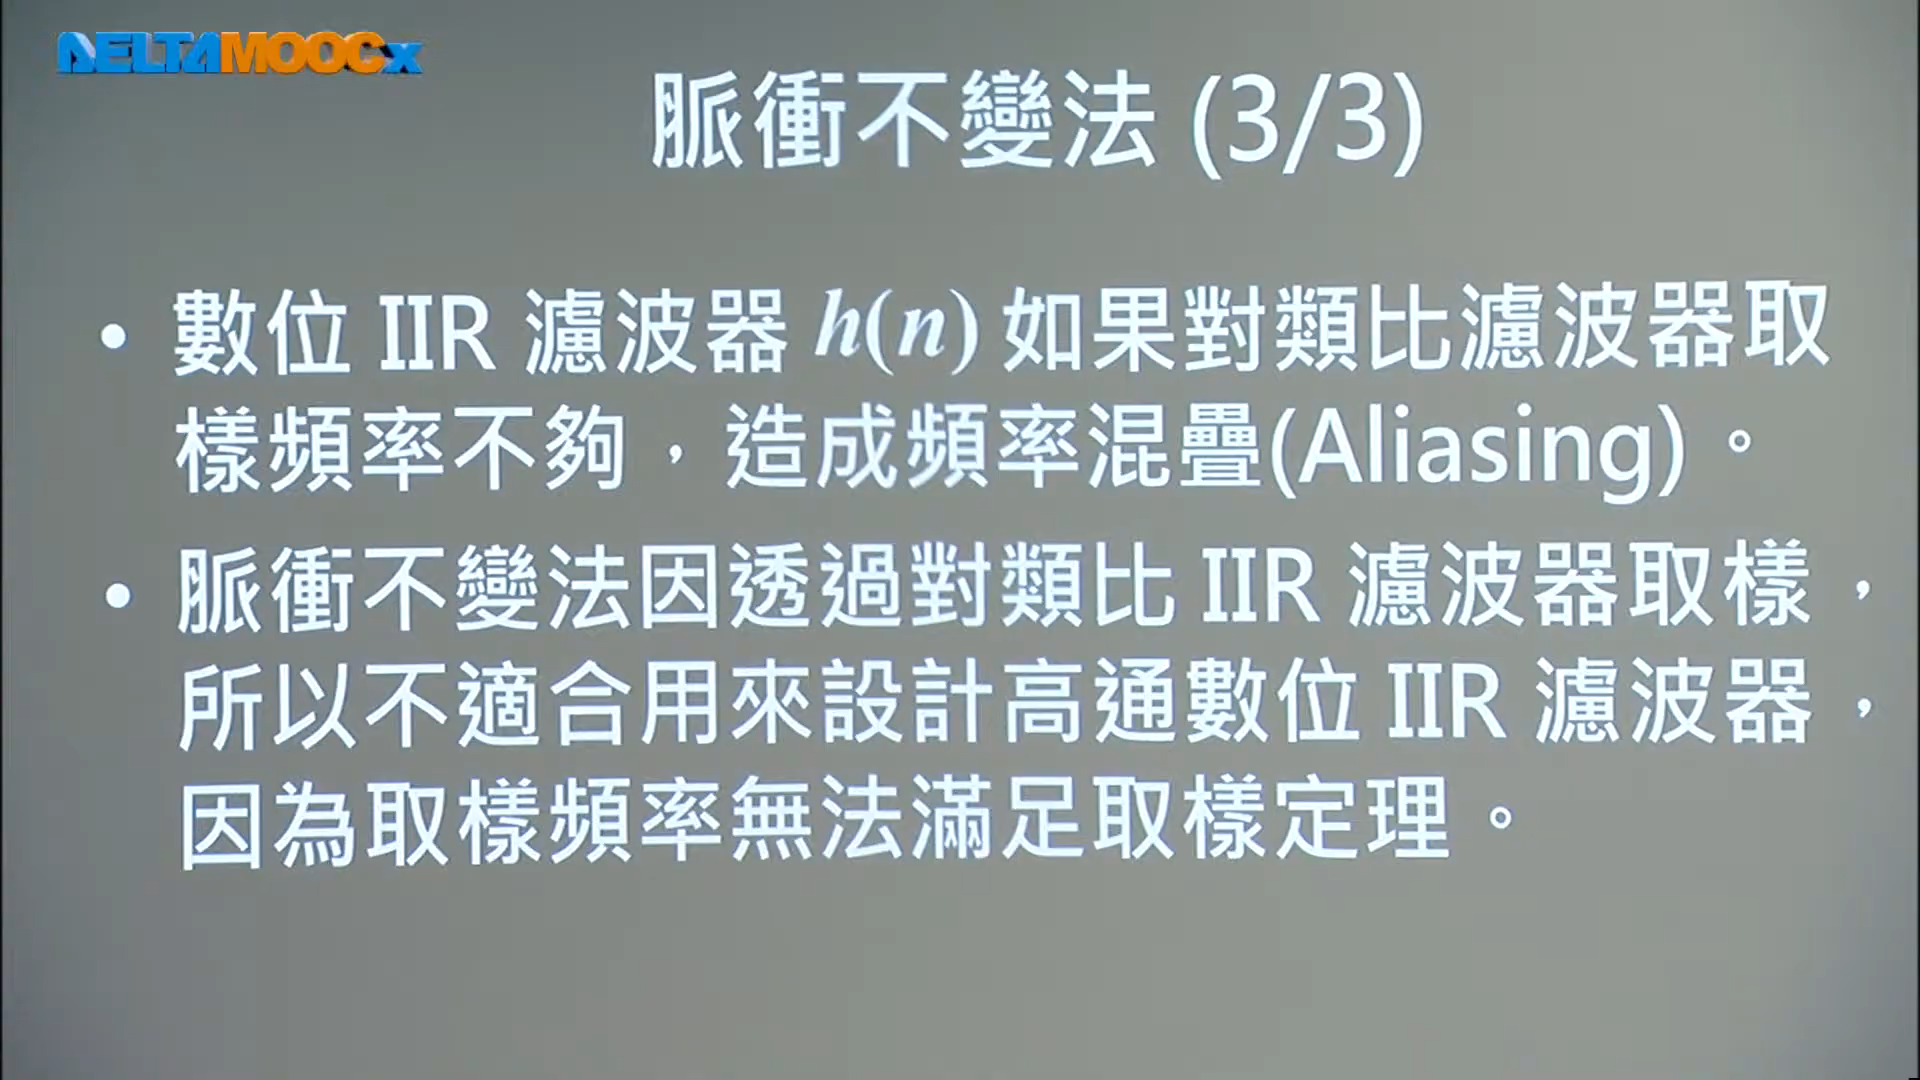 DELTAMOOCx
脈衝不變法 (3/3)
• 數位 IIR 濾波器 h(n) 如果對類比濾波器取
樣頻率不夠，造成頻率混疊(Aliasing)。
• 脈衝不變法因透過對類比 IIR 濾波器取樣，
所以不適合用來設計高通數位 IIR 濾波器，
因為取樣頻率無法滿足取樣定理。